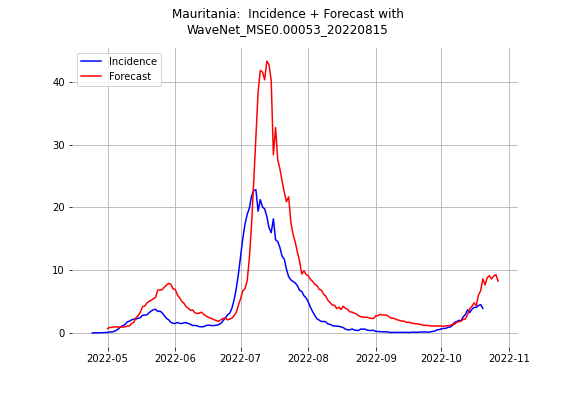 Mauritania:  Incidence + Forecast with
WaveNet_MSE0.00053_20220815
Incidence
Forecast
40
30
20
10
0
2022-05 2022-06 2022-07 2022-08 2022-09 2022-10 2022-11